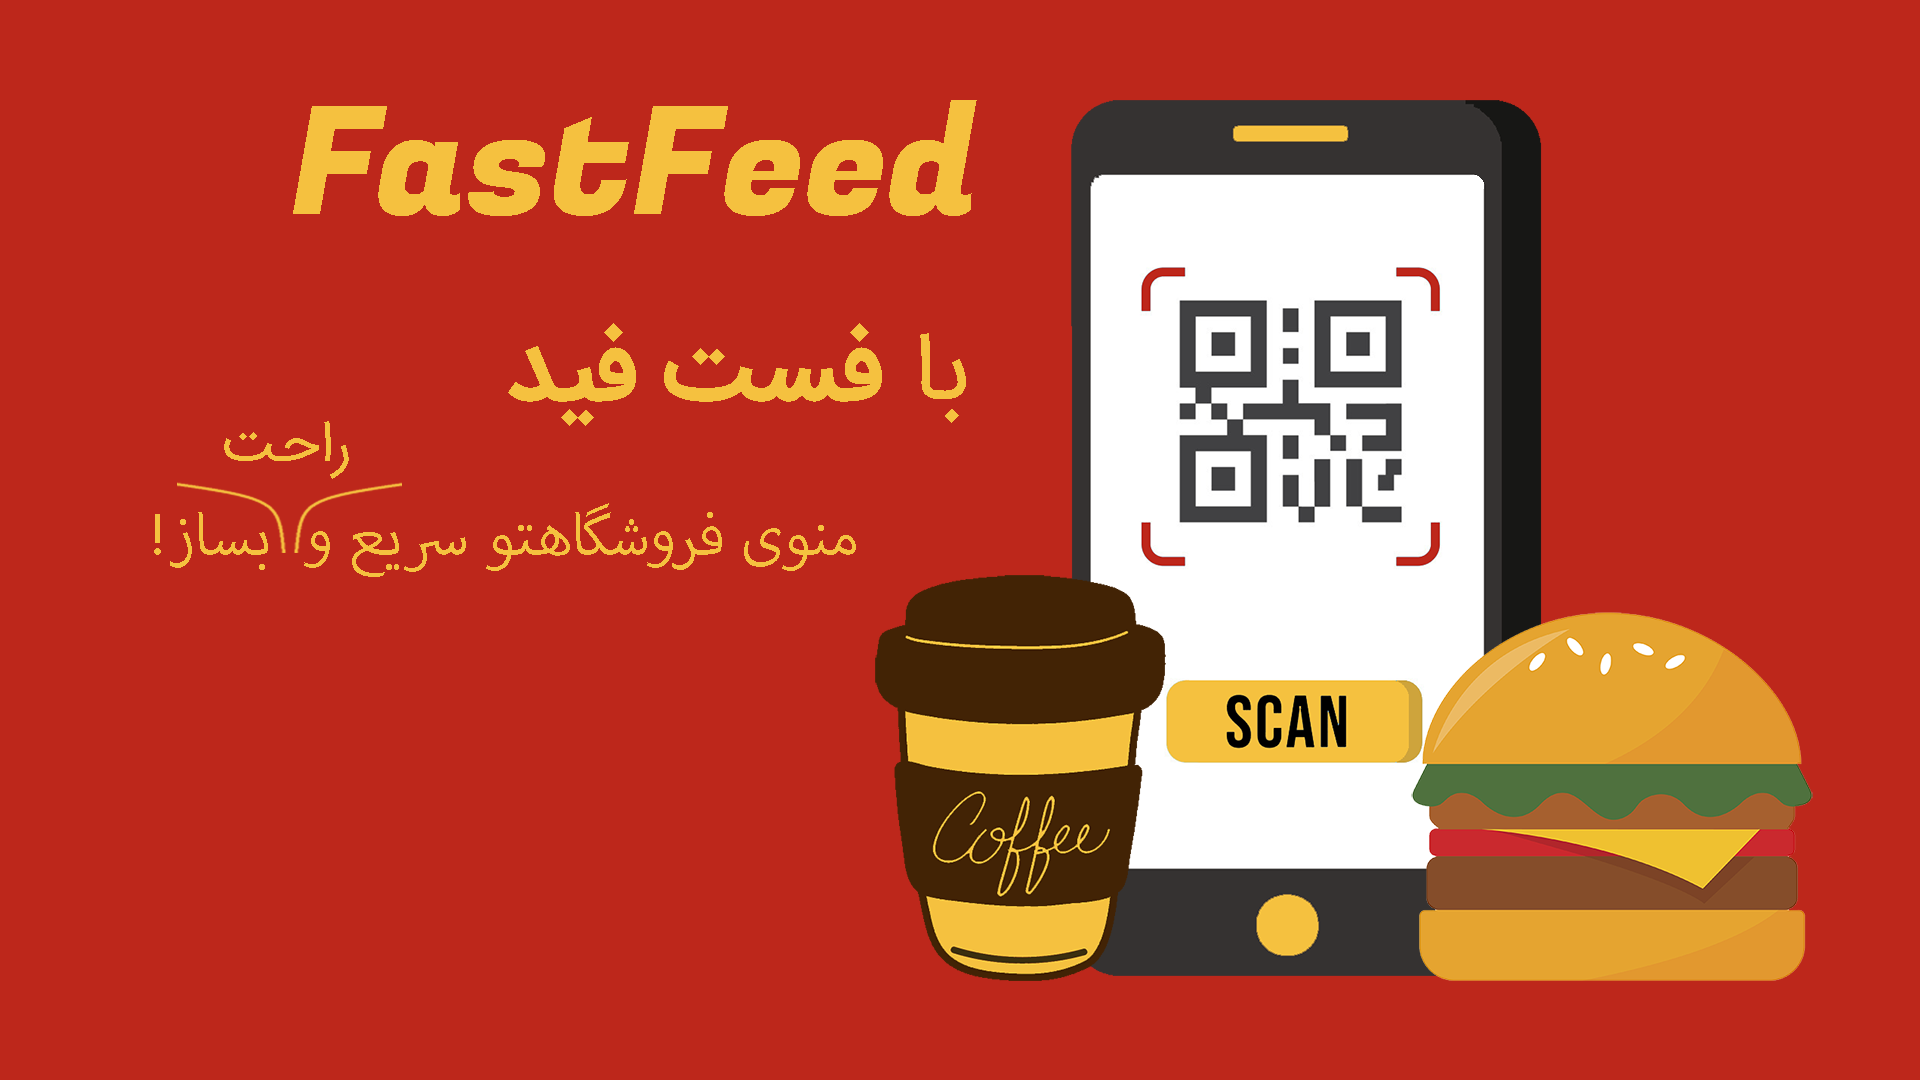 FastFeed
با فست فید
راحت
منوی فروشگاهتو سریع و بساز!
SCAN
Coffee